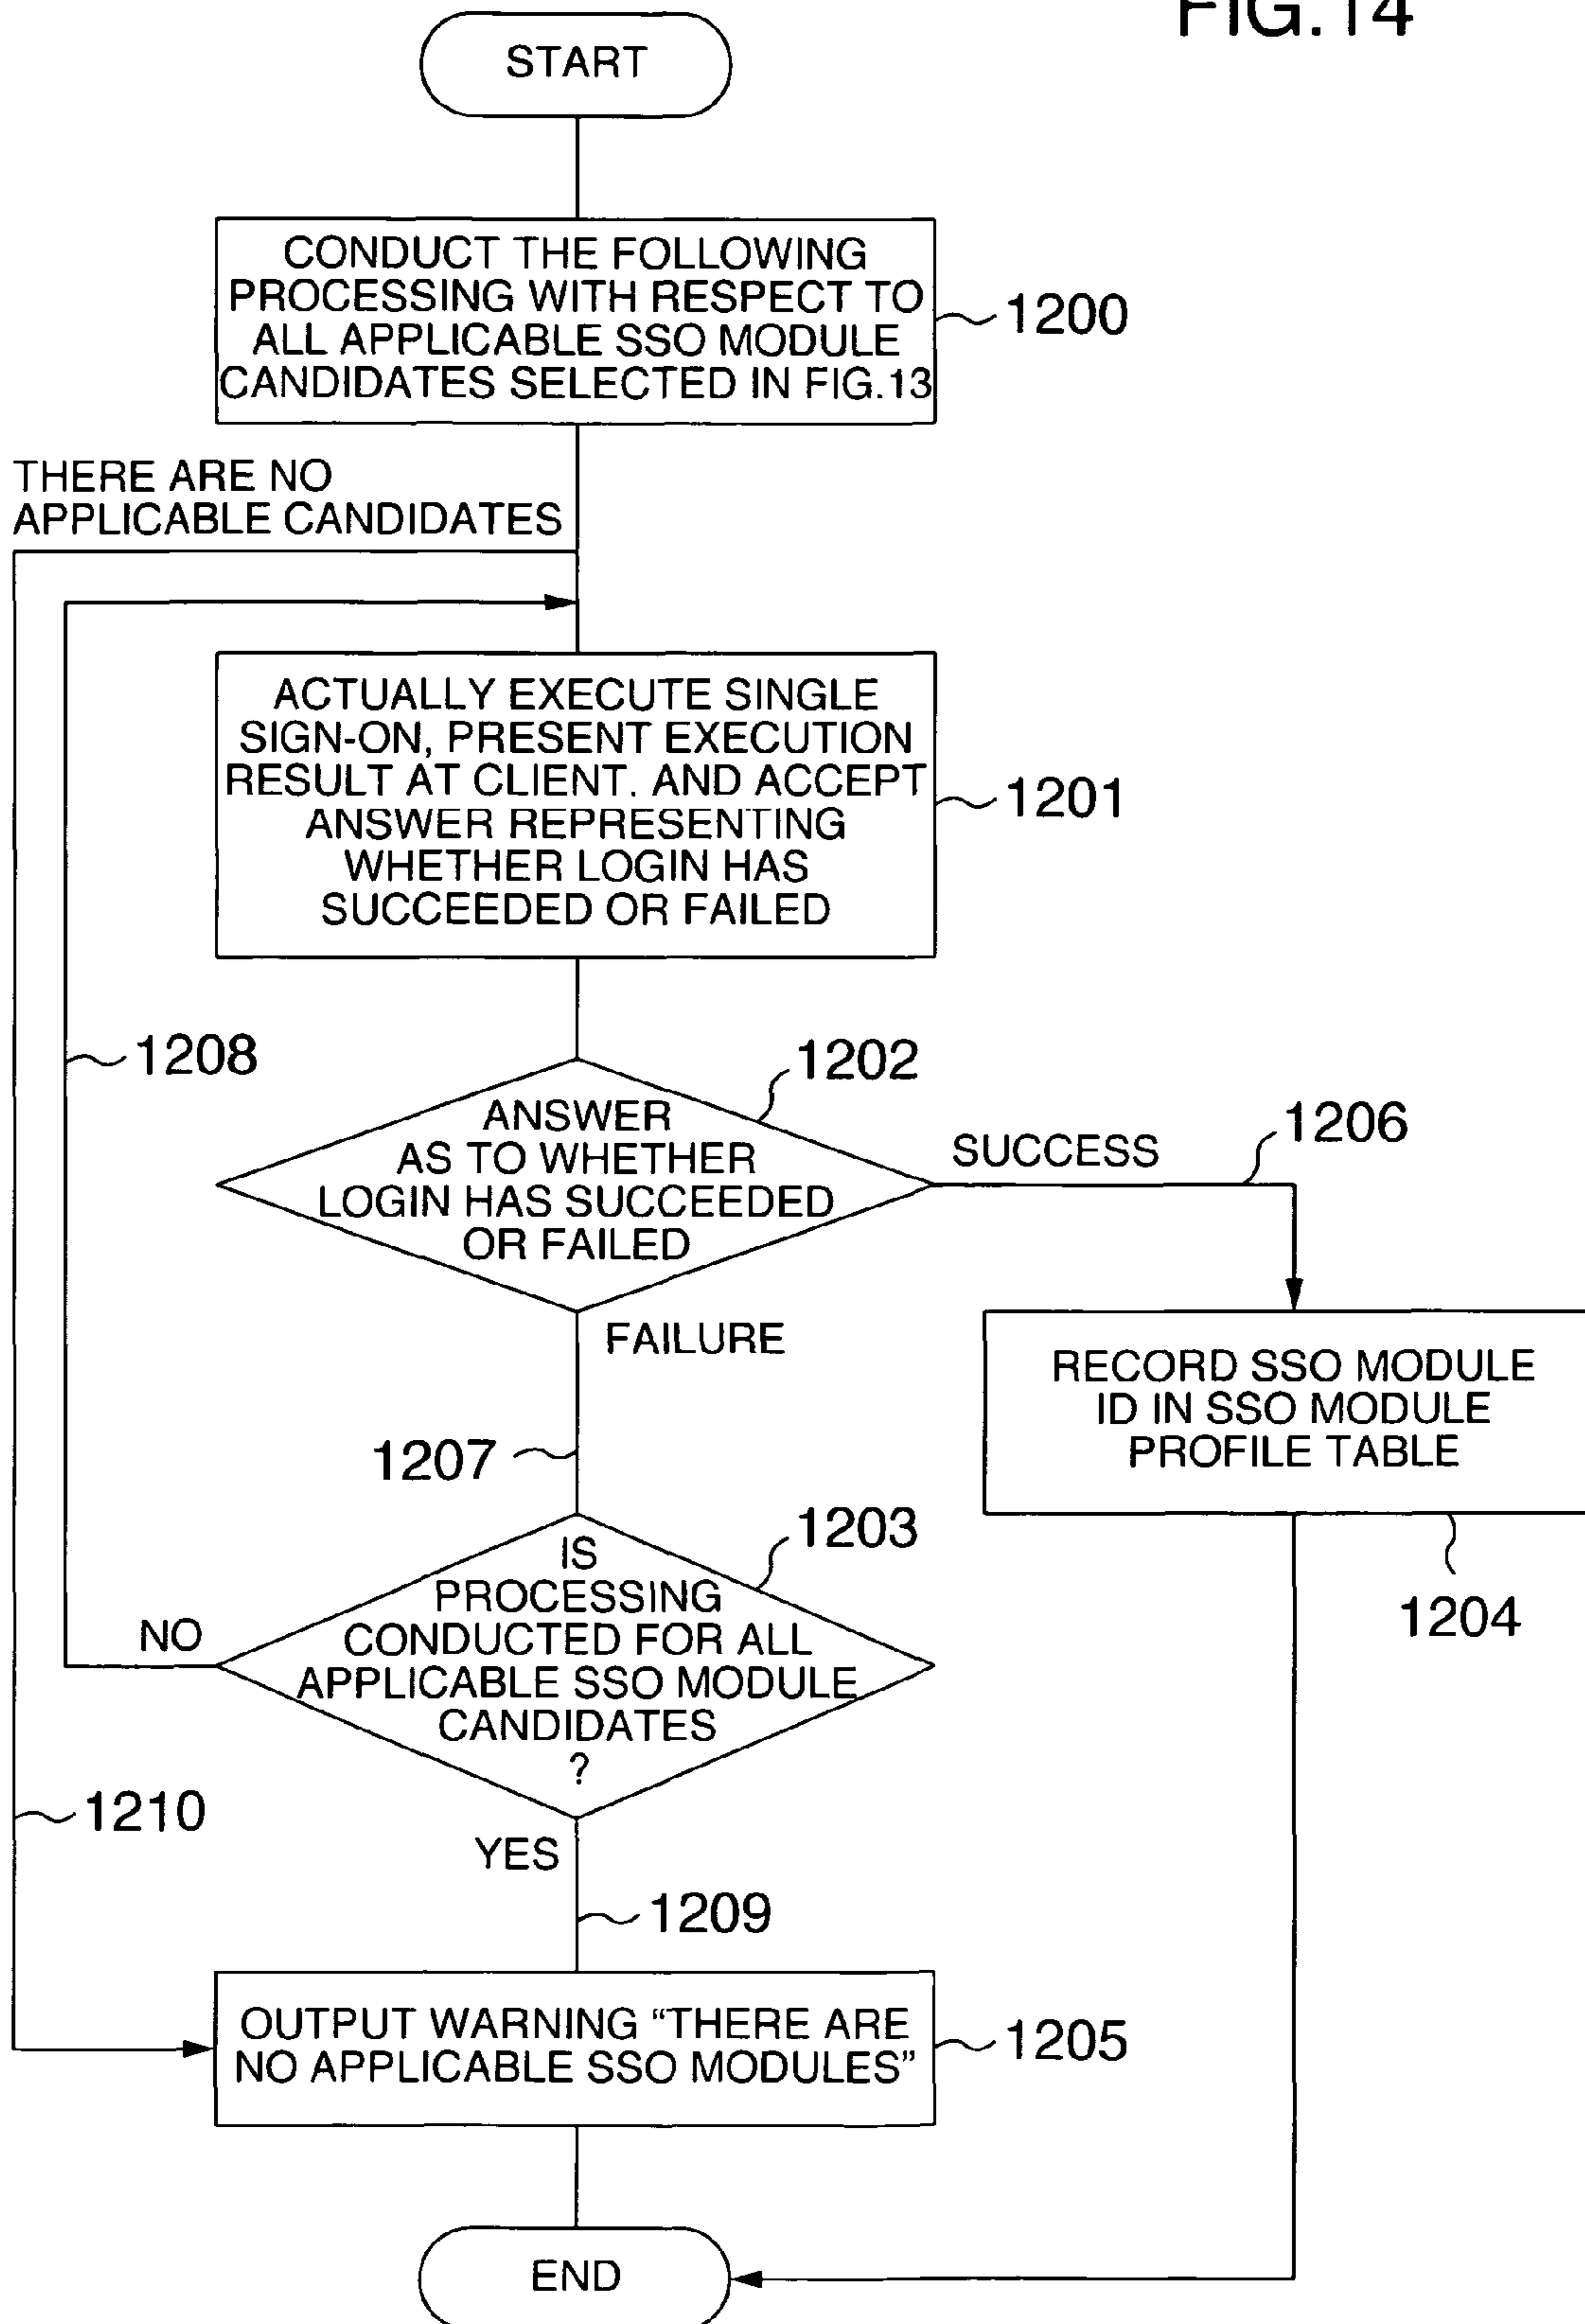 FIG.14
START
CONDUCT THE FOLLOWING
PROCESSING WITH RESPECT TO
ALL APPLICABLE SSO MODULE
CANDIDATES SELECTED IN FIG.13
1200
THERE ARE NO
APPLICABLE CANDIDATES
ACTUALLY EXECUTE SINGLE
SIGN-ON, PRESENT EXECUTION
RESULT AT CLIENT. AND ACCEPT
ANSWER REPRESENTING
WHETHER LOGIN HAS
SUCCEEDED OR FAILED
1201
1208
1202
ANSWER
AS TO WHETHER
LOGIN HAS SUCCEEDED
OR FAILED
SUCCESS
1206
FAILURE
RECORD SSO MODULE
ID IN SSO MODULE
PROFILE TABLE
1204
1207
1203
IS
PROCESSING
CONDUCTED FOR ALL
APPLICABLE SSO MODULE
CANDIDATES
?
NO
1210
YES
1209
OUTPUT WARNING “THERE ARE
NO APPLICABLE SSO MODULES”
1205
END